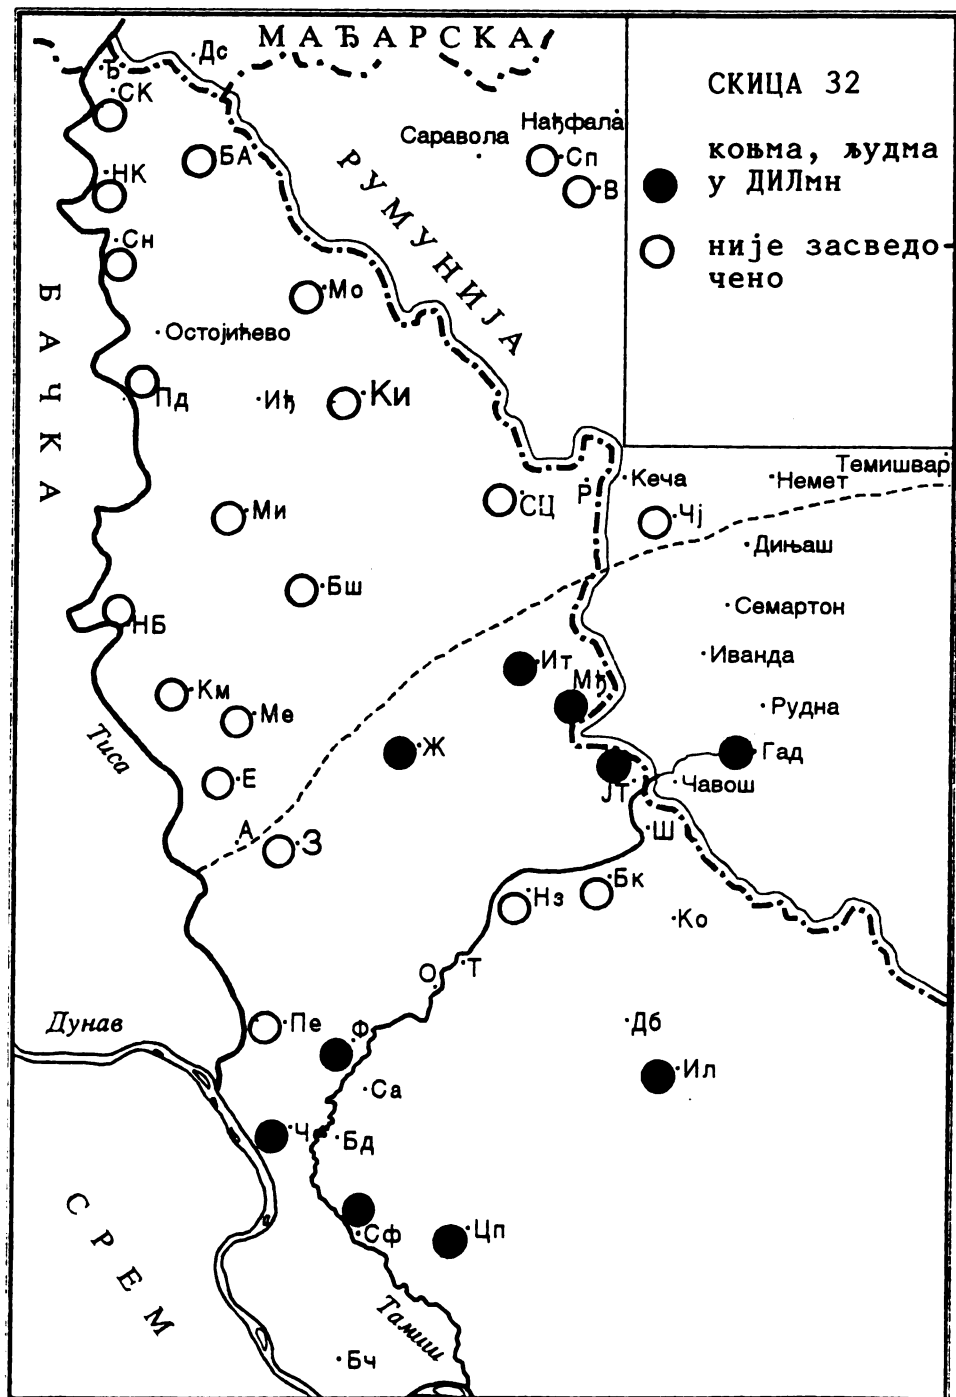 МАЂАРСКА
Дс
Ђ
СК
СКИЦА 32
Нађфала
Саравола
Сп
В
коњма, људма
у ДИЛмн
није засведо-
чено
БА
НК
Сн
РУМУНИЈА
БАЧКА
Мо
Остојићево
Пд
Иђ
Ки
Темишвар
Кеча
Немет
Р
СЦ
Чј
Ми
Дињаш
Бш
Семартон
НБ
Иванда
Ит
Мђ
Км
Ме
Рудна
Тиса
Ж
Гад
Е
ЈТ
Чавош
А
З
Ш
Бк
Нз
Ко
О
Т
Дунав
Пе
Ф
Дб
Ил
Са
Ч
Бд
СРЕМ
Сф
Цп
Тамиш
Бч